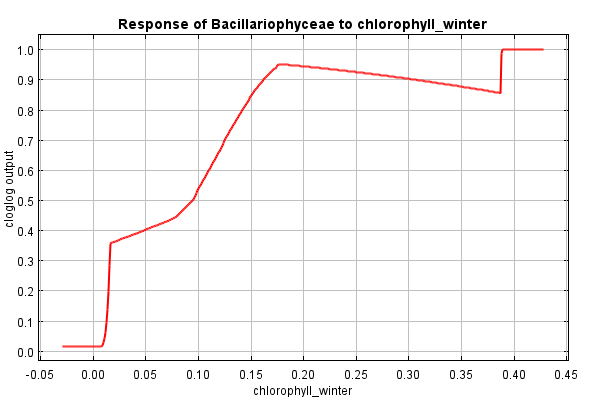 Response of Bacillariophyceae to chlorophyll_winter
cloglog output
1.0
0.9
0.8
0.7
0.6
0.5
0.4
0.3
0.2
0.1
0.0
-0.05 0.00 0.05 0.10 0.15 0.20 0.25 0.30 0.35 0.40 0.45
chlorophyll_winter